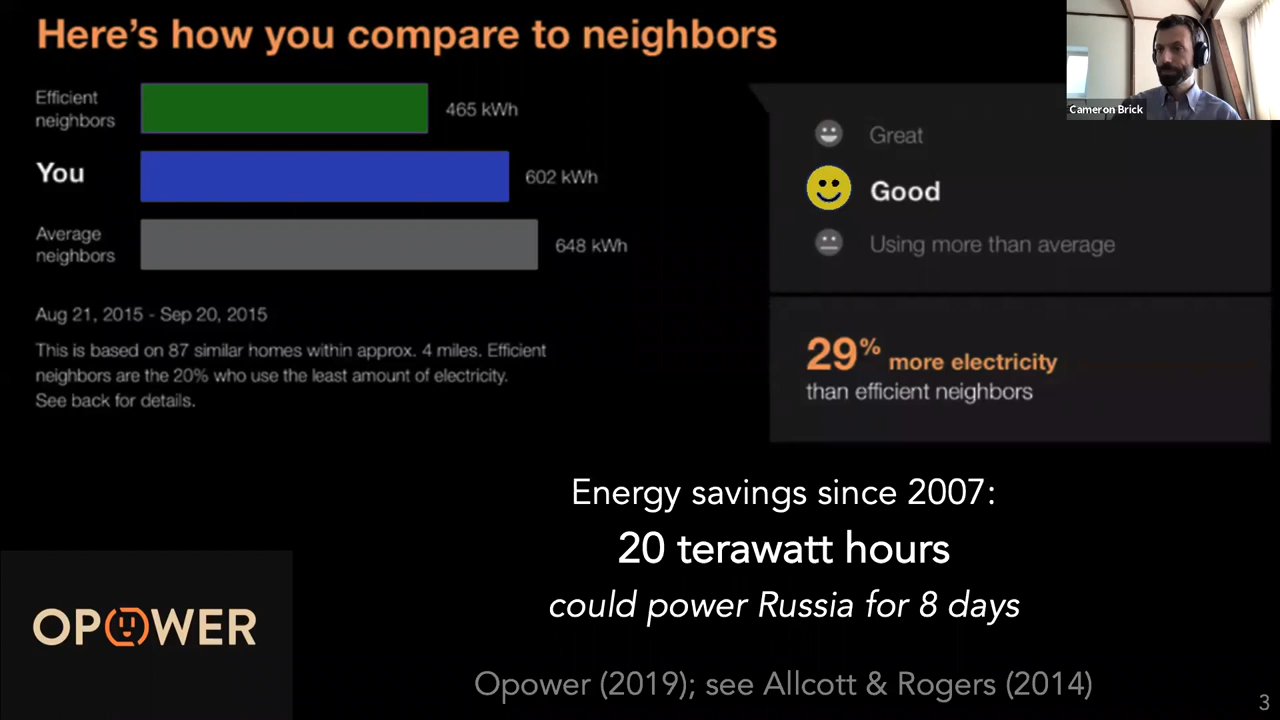 Here's how you compare to neighbors
Cameron Brick
Efficient
neighbors
465 kWh
You
602 kWh
Average
neighbors
648 kWh
Great
Good
Using more than average
Aug 21, 2015 - Sep 20, 2015
This is based on 87 similar homes within approx. 4 miles. Efficient
neighbors are the 20% who use the least amount of electricity.
See back for details.
29% more electricity
than efficient neighbors
Energy savings since 2007:
20 terawatt hours
could power Russia for 8 days
OPOWER
Opower (2019); see Allcott & Rogers (2014)
3